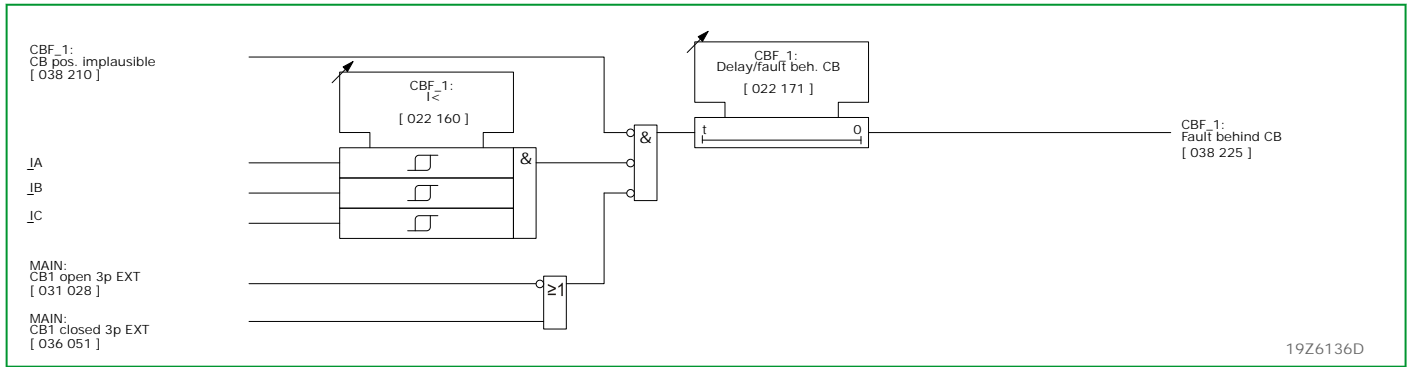 CBF_1:
CB pos. implausible
[ 038 210 ]
CBF_1:
I<
[ 022 160 ]
CBF_1:
Delay/fault beh. CB
[ 022 171 ]
t 0
&
CBF_1:
Fault behind CB
[ 038 225 ]
IA
&
IB
IC
MAIN:
CB1 open 3p EXT
[ 031 028 ]
≥1
MAIN:
CB1 closed 3p EXT
[ 036 051 ]
19Z6136D